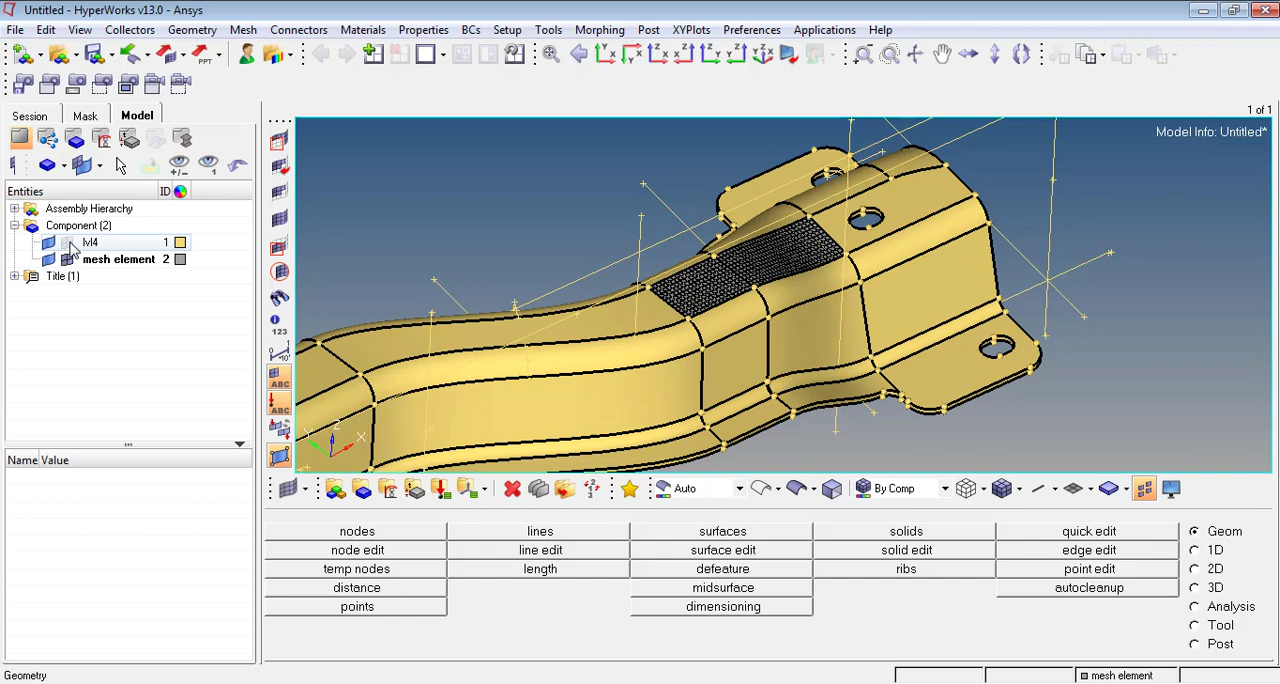 Untitled - HyperWorks v13.0 - Ansys
File Edit View Collectors Geometry Mesh Connectors Materials Properties BCs Setup Tools Morphing Post XYPlots Preferences Applications Help
PPT
Session Mask Model
1 of 1
Model Info: Untitled*
Entities ID
Assembly Hierarchy
Component (2)
lvl4 1
mesh element 2
Title (1)
123
ABC
ABC
Z
X
Name Value
Auto
By Comp
nodes lines surfaces solids quick edit Geom
node edit line edit surface edit solid edit edge edit 1D
temp nodes length defeature ribs point edit 2D
distance midsurface autocleanup 3D
points dimensioning Analysis
Tool
Post
Geometry
mesh element